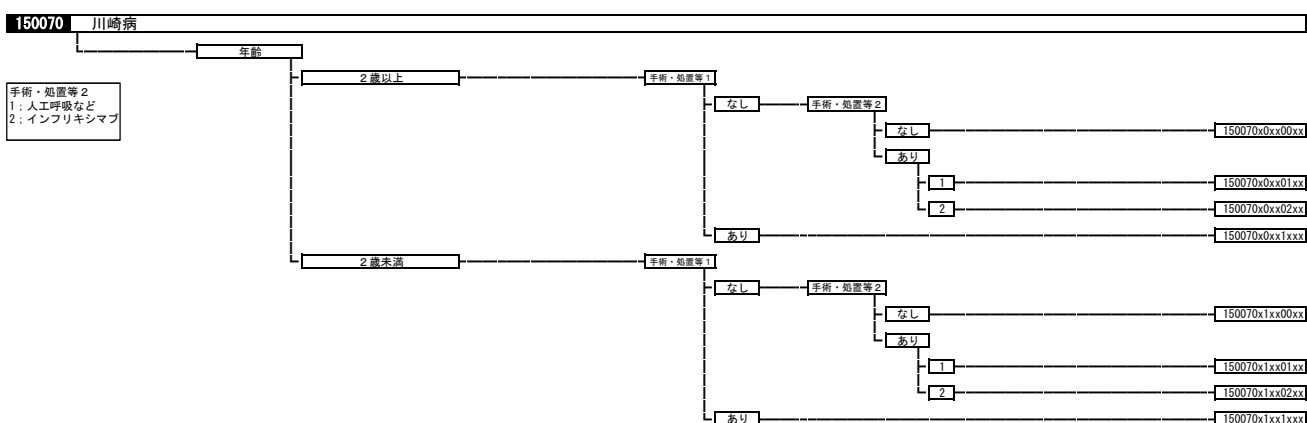 150070 川崎病
年齢
２歳以上 手術・処置等１
手術・処置等２
1；人工呼吸など
2；インフリキシマブ
なし 手術・処置等２
なし 150070x0xx00xx
あり
1 150070x0xx01xx
2 150070x0xx02xx
あり 150070x0xx1xxx
２歳未満 手術・処置等１
なし 手術・処置等２
なし 150070x1xx00xx
あり
1 150070x1xx01xx
2 150070x1xx02xx
あり 150070x1xx1xxx